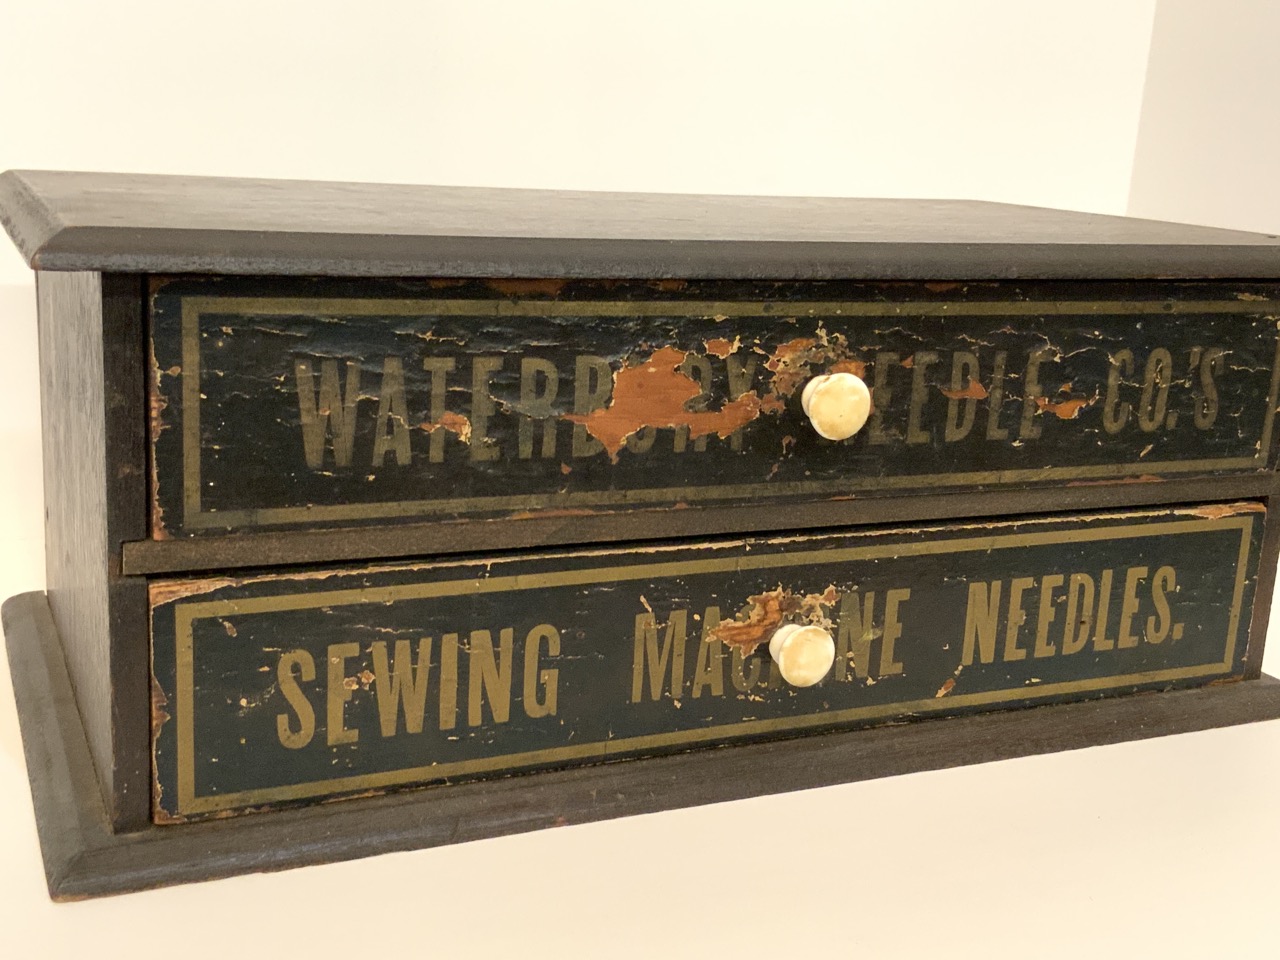 WATERBURY NEEDLE CO.'S
SEWING MACHINE NEEDLES.